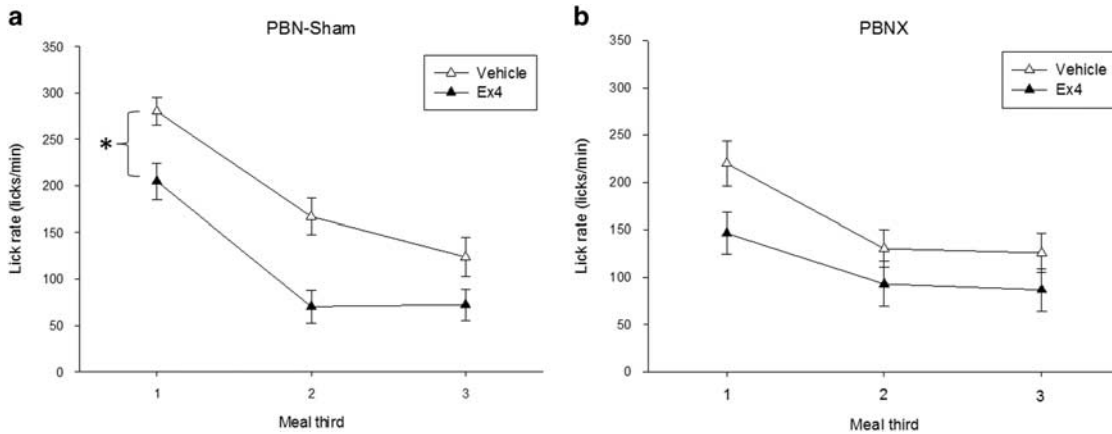 a
PBN-Sham
350
300
250
200
150
100
50
0
Lick rate (licks/min)
Vehicle
Ex4
*
1
2
3
Meal third
b
PBNX
350
300
250
200
150
100
50
0
Lick rate (licks/min)
Vehicle
Ex4
1
2
3
Meal third